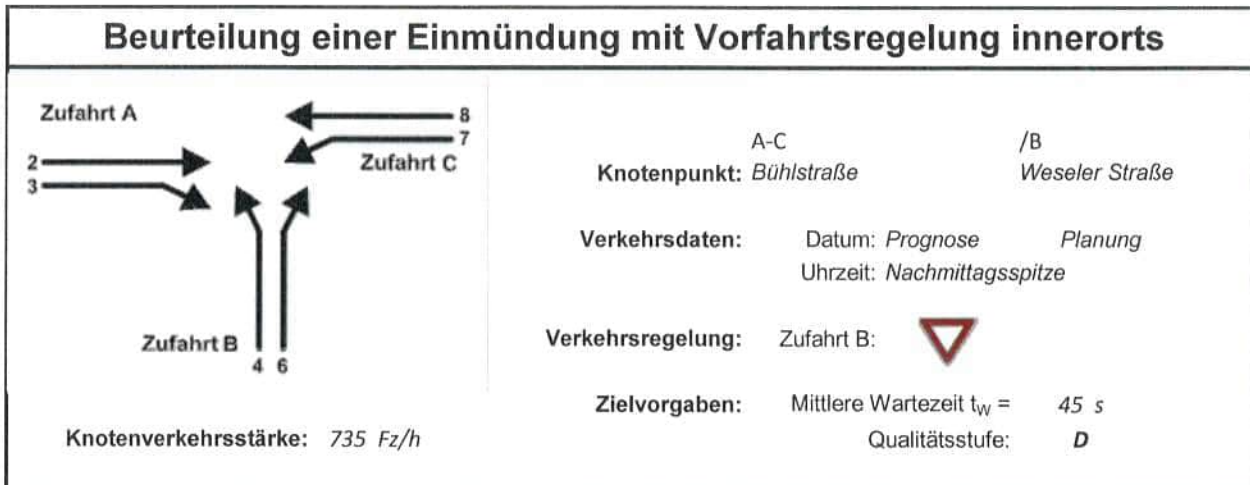 Beurteilung einer Einmündung mit Vorfahrtsregelung innerorts
Zufahrt A
8
7
Zufahrt C
2
3
Zufahrt B
4 6
Knotenverkehrsstärke: 735 Fz/h
A-C /B
Knotenpunkt: Bühlstraße Weseler Straße
Verkehrsdaten: Datum: Prognose Planung
Uhrzeit: Nachmittagsspitze
Verkehrsregelung: Zufahrt B:
Zielvorgaben: Mittlere Wartezeit tW = 45 s
Qualitätsstufe: D